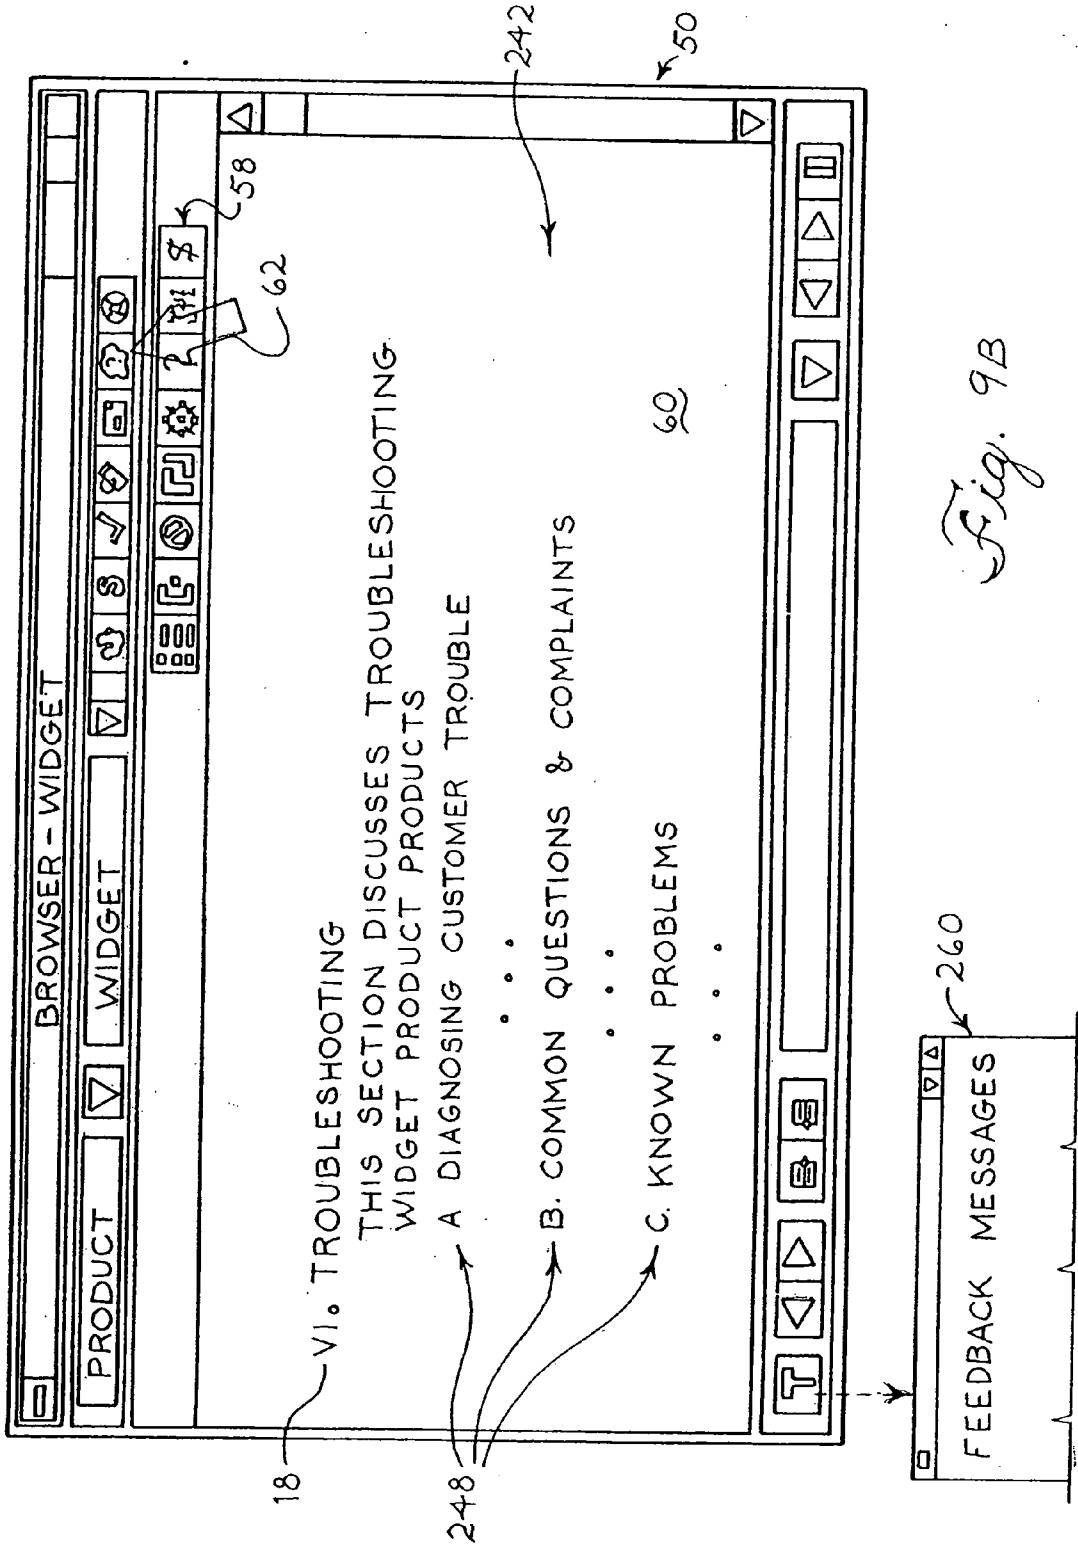 BROWSER - WIDGET
PRODUCT
WIDGET
S
?
?
$
58
62
18
VI. TROUBLESHOOTING
THIS SECTION DISCUSSES TROUBLESHOOTING
WIDGET PRODUCT PRODUCTS
248
A DIAGNOSING CUSTOMER TROUBLE
. . .
B. COMMON QUESTIONS & COMPLAINTS
. . .
C. KNOWN PROBLEMS
. . .
242
60
50
T
260
FEEDBACK MESSAGES
Fig. 9B